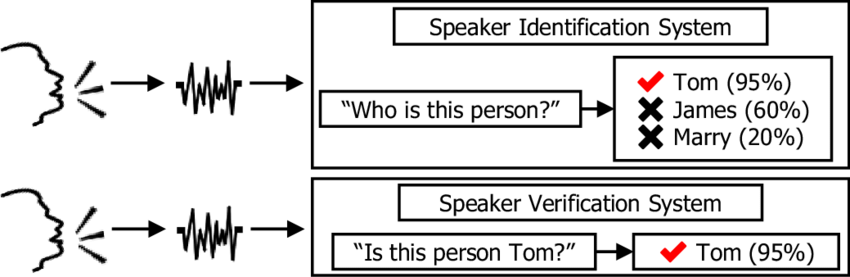 Speaker Identification System
“Who is this person?”
Tom (95%)
James (60%)
Marry (20%)
Speaker Verification System
“Is this person Tom?”
Tom (95%)